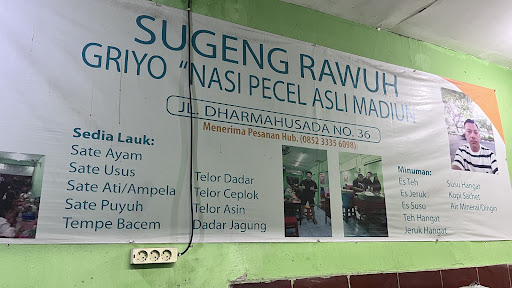 SUGENG RAWUH
GRIYO "NASI PECEL ASLI MADIUN
JL. DHARMAHUSADA NO. 36
Menerima Pesanan Hub. (0852 3335 6098)
Sedia Lauk:
Sate Ayam
Sate Usus
Sate Ati/Ampela
Sate Puyuh
Tempe Bacem
Telor Dadar
Telor Ceplok
Telor Asin
Dadar Jagung
Minuman:
Es Teh
Es Jeruk
Es Susu
Teh Hangat
Jeruk Hangat
Susu Hangat
Kopi Sachet
Air Mineral/Dingin